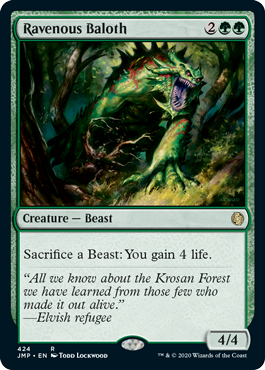 Ravenous Baloth 2
Creature — Beast
Sacrifice a Beast: You gain 4 life.
“All we know about the Krosan Forest
we have learned from those few who
made it out alive.”
—Elvish refugee
4/4
424 R
JMP • EN Todd Lockwood
™ & © 2020 Wizards of the Coast